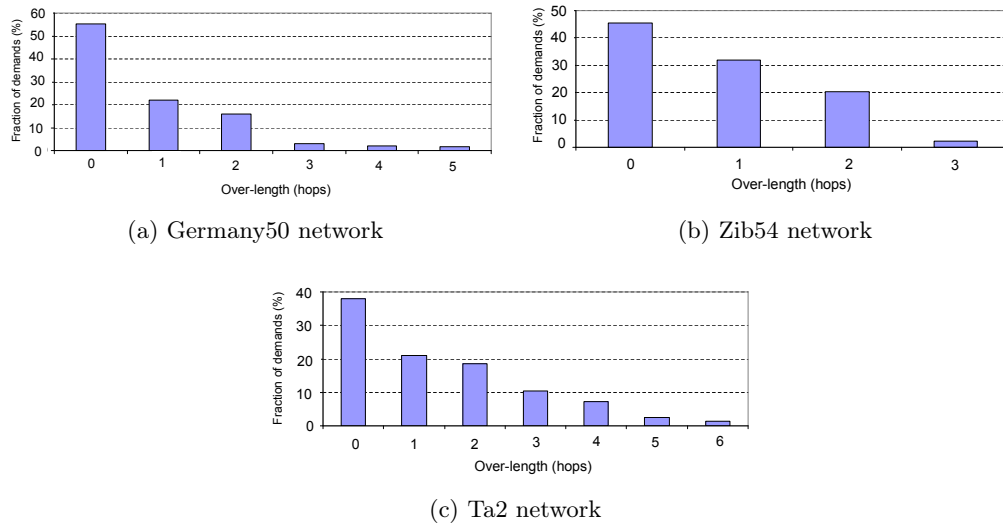 Fraction of demands (%)
60
50
40
30
20
10
0
0 1 2 3 4 5
Over-length (hops)
(a) Germany50 network
Fraction of demands (%)
50
40
30
20
10
0
0 1 2 3
Over-length (hops)
(b) Zib54 network
Fraction of demands (%)
40
30
20
10
0
0 1 2 3 4 5 6
Over-length (hops)
(c) Ta2 network